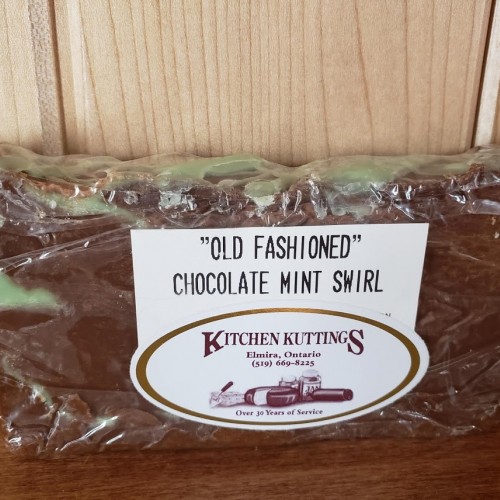 ”OLD FASHIONED”
CHOCOLATE MINT SWIRL
KITCHEN KUTTINGS
Elmira, Ontario
(519) 669-8225
Over 30 Years of Service